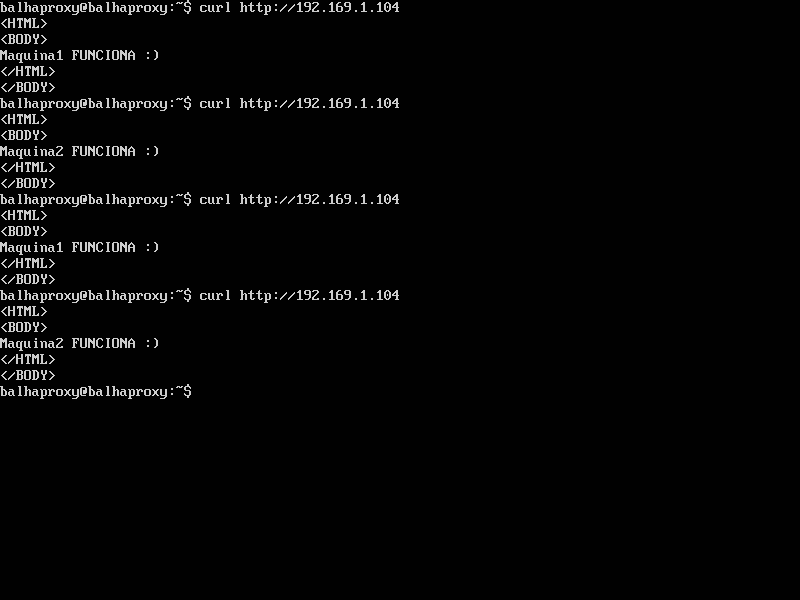 balhaproxy@balhaproxy:~$ curl http://192.169.1.104
<HTML>
<BODY>
Maquina1 FUNCIONA :)
</HTML>
</BODY>
balhaproxy@balhaproxy:~$ curl http://192.169.1.104
<HTML>
<BODY>
Maquina2 FUNCIONA :)
</HTML>
</BODY>
balhaproxy@balhaproxy:~$ curl http://192.169.1.104
<HTML>
<BODY>
Maquina1 FUNCIONA :)
</HTML>
</BODY>
balhaproxy@balhaproxy:~$ curl http://192.169.1.104
<HTML>
<BODY>
Maquina2 FUNCIONA :)
</HTML>
</BODY>
balhaproxy@balhaproxy:~$